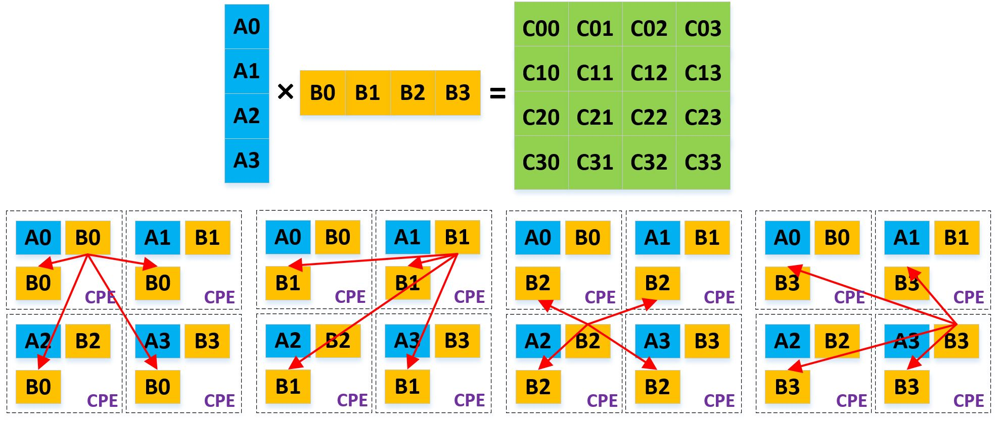 A0
A1
A2
A3
×
B0 B1 B2 B3
=
C00 C01 C02 C03
C10 C11 C12 C13
C20 C21 C22 C23
C30 C31 C32 C33
A0 B0 A1 B1
B0 CPE B0 CPE
A2 B2 A3 B3
B0 CPE B0 CPE
A0 B0 A1 B1
B1 CPE B1 CPE
A2 B2 A3 B3
B1 CPE B1 CPE
A0 B0 A1 B1
B2 CPE B2 CPE
A2 B2 A3 B3
B2 CPE B2 CPE
A0 B0 A1 B1
B3 CPE B3 CPE
A2 B2 A3 B3
B3 CPE B3 CPE